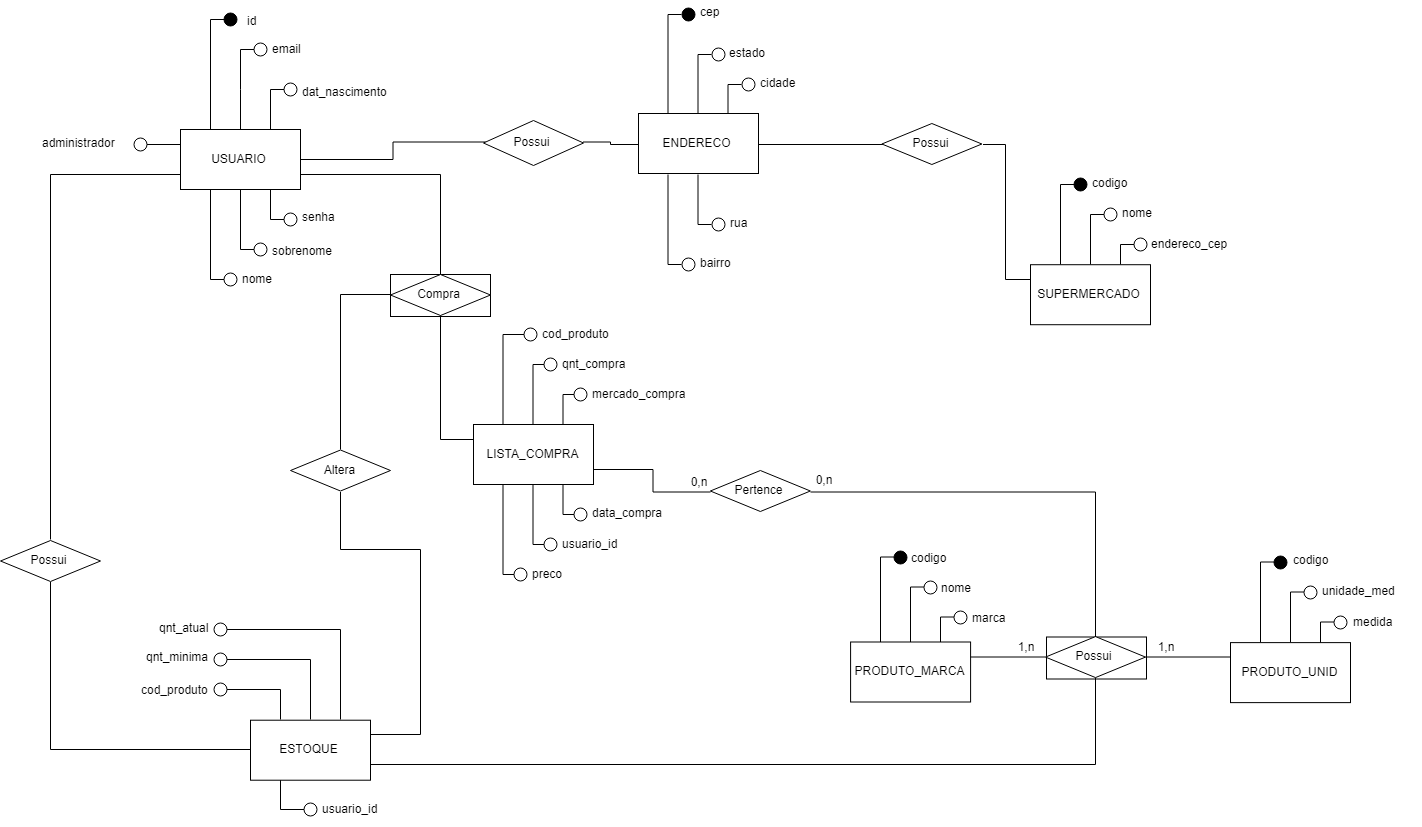 id
email
dat_nascimento
administrador
USUARIO
senha
sobrenome
nome
Possui
cep
estado
cidade
ENDERECO
rua
bairro
Possui
codigo
nome
endereco_cep
SUPERMERCADO
Compra
cod_produto
qnt_compra
mercado_compra
LISTA_COMPRA
data_compra
usuario_id
preco
Altera
0,n
Pertence
0,n
Possui
codigo
nome
marca
PRODUTO_MARCA
1,n
Possui
1,n
codigo
unidade_med
medida
PRODUTO_UNID
qnt_atual
qnt_minima
cod_produto
ESTOQUE
usuario_id